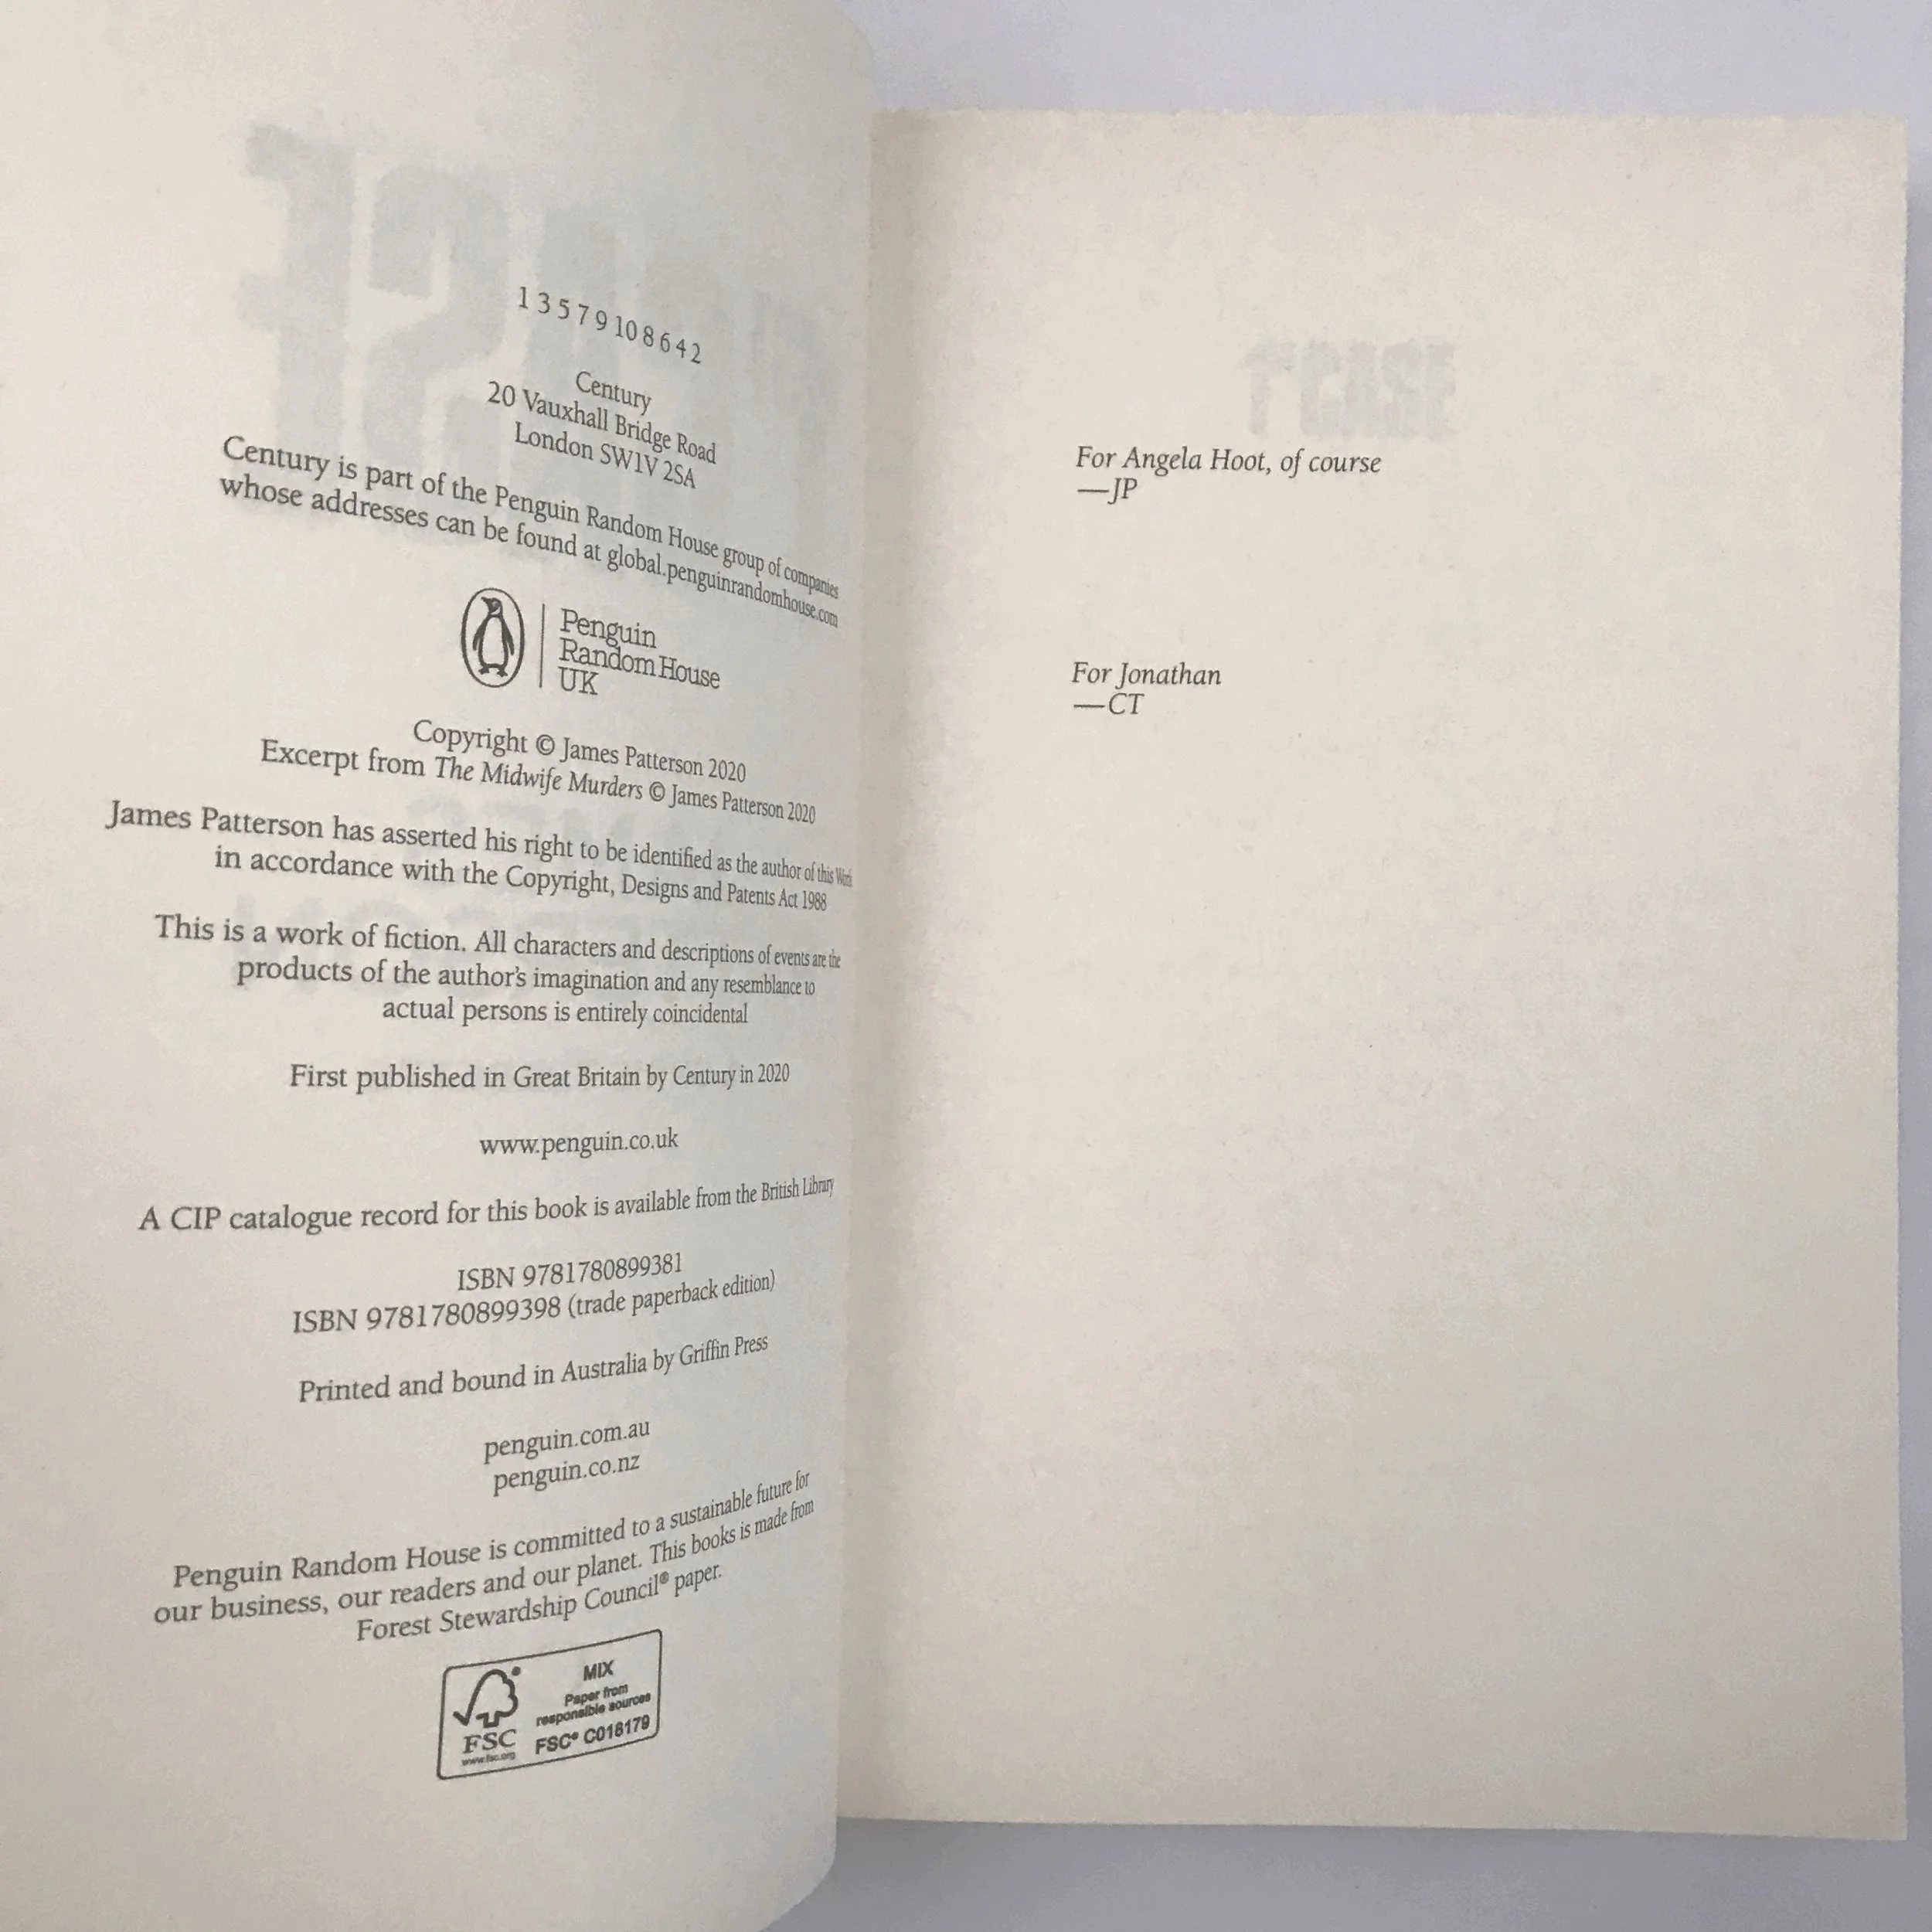 1 3 5 7 9 10 8 6 4 2
Century
20 Vauxhall Bridge Road
London SW1V 2SA
Century is part of the Penguin Random House group of companies
whose addresses can be found at global.penguinrandomhouse.com
Penguin
Random House
UK
Copyright © James Patterson 2020
Excerpt from The Midwife Murders © James Patterson 2020
James Patterson has asserted his right to be identified as the author of this Work
in accordance with the Copyright, Designs and Patents Act 1988
This is a work of fiction. All characters and descriptions of events are the
products of the author's imagination and any resemblance to
actual persons is entirely coincidental
First published in Great Britain by Century in 2020
www.penguin.co.uk
A CIP catalogue record for this book is available from the British Library
ISBN 9781780899381
ISBN 9781780899398 (trade paperback edition)
Printed and bound in Australia by Griffin Press
penguin.com.au
penguin.co.nz
Penguin Random House is committed to a sustainable future for
our business, our readers and our planet. This books is made from
Forest Stewardship Council® paper.
MIX
Paper from
responsible sources
FSC® C018179
FSC
www.fsc.org
For Angela Hoot, of course
—JP
For Jonathan
—CT